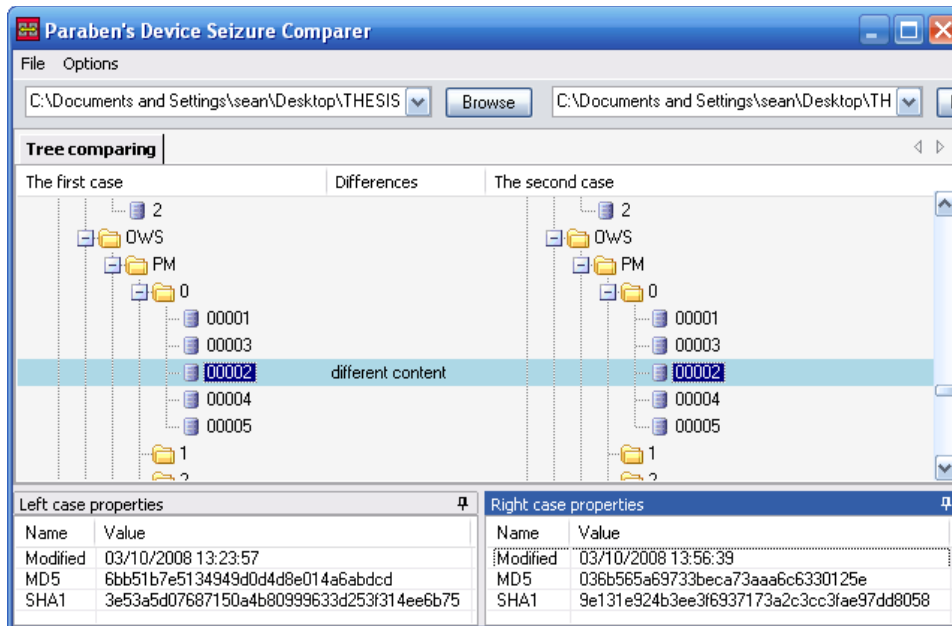 Paraben's Device Seizure Comparer
File Options
C:\Documents and Settings\sean\Desktop\THESIS Browse C:\Documents and Settings\sean\Desktop\TH
Tree comparing
The first case Differences The second case
2 2
OWS OWS
PM PM
0 0
00001 00001
00003 00003
00002 different content 00002
00004 00004
00005 00005
1 1
2 2
Left case properties Right case properties
Name Value Name Value
Modified 03/10/2008 13:23:57 Modified 03/10/2008 13:56:39
MD5 6bb51b7e5134949d0d4d8e014a6abdcd MD5 036b565a69733beca73aaa6c6330125e
SHA1 3e53a5d07687150a4b80999633d253f314ee6b75 SHA1 9e131e924b3ee3f6937173a2c3cc3fae97dd8058